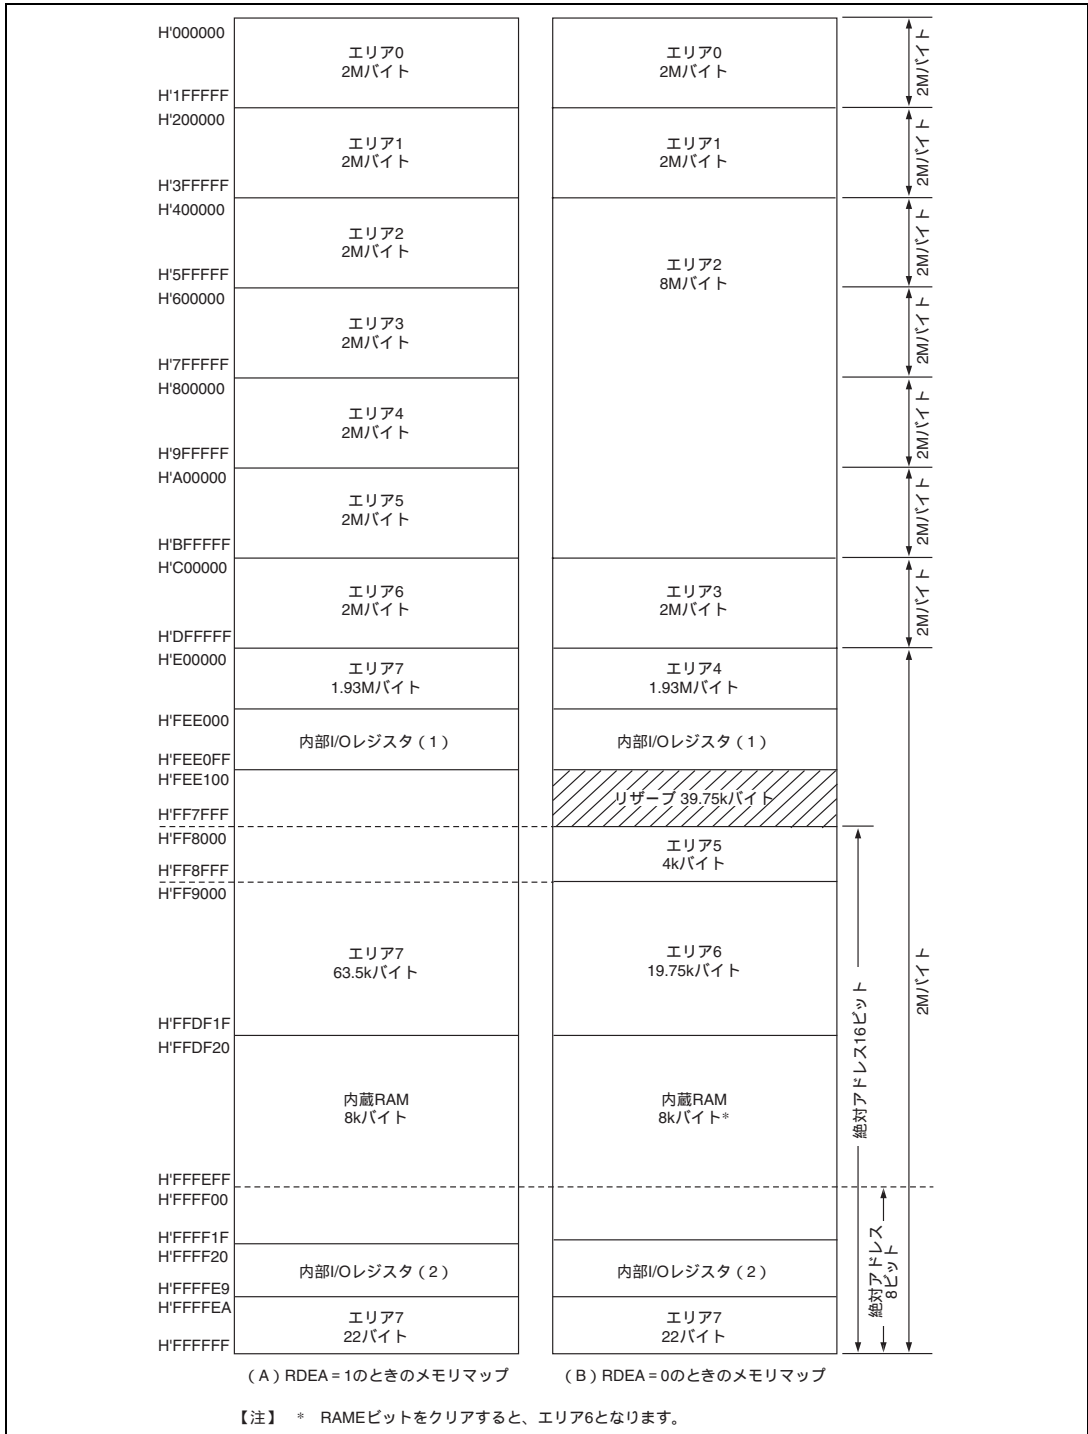 H'000000
エリア0
2Mバイト
エリア0
2Mバイト
2Mバイト
H'1FFFFF
H'200000
エリア1
2Mバイト
エリア1
2Mバイト
2Mバイト
H'3FFFFF
H'400000
エリア2
2Mバイト
エリア2
8Mバイト
2Mバイト
H'5FFFFF
H'600000
エリア3
2Mバイト
2Mバイト
H'7FFFFF
H'800000
エリア4
2Mバイト
2Mバイト
H'9FFFFF
H'A00000
エリア5
2Mバイト
2Mバイト
H'BFFFFF
H'C00000
エリア6
2Mバイト
エリア3
2Mバイト
2Mバイト
H'DFFFFF
H'E00000
エリア7
1.93Mバイト
エリア4
1.93Mバイト
H'FEE000
内部I/Oレジスタ（1）
内部I/Oレジスタ（1）
H'FEE0FF
H'FEE100
リザーブ 39.75kバイト
H'FF7FFF
H'FF8000
エリア5
4kバイト
H'FF8FFF
H'FF9000
エリア7
63.5kバイト
エリア6
19.75kバイト
2Mバイト
絶対アドレス16ビット
H'FFDF1F
H'FFDF20
内蔵RAM
8kバイト
内蔵RAM
8kバイト*
H'FFFEFF
H'FFFF00
絶対アドレス
8ビット
H'FFFF1F
H'FFFF20
内部I/Oレジスタ（2）
内部I/Oレジスタ（2）
H'FFFFE9
H'FFFFEA
エリア7
22バイト
エリア7
22バイト
H'FFFFFF
（A）RDEA = 1のときのメモリマップ
（B）RDEA = 0のときのメモリマップ
【注】 * RAMEビットをクリアすると、エリア6となります。